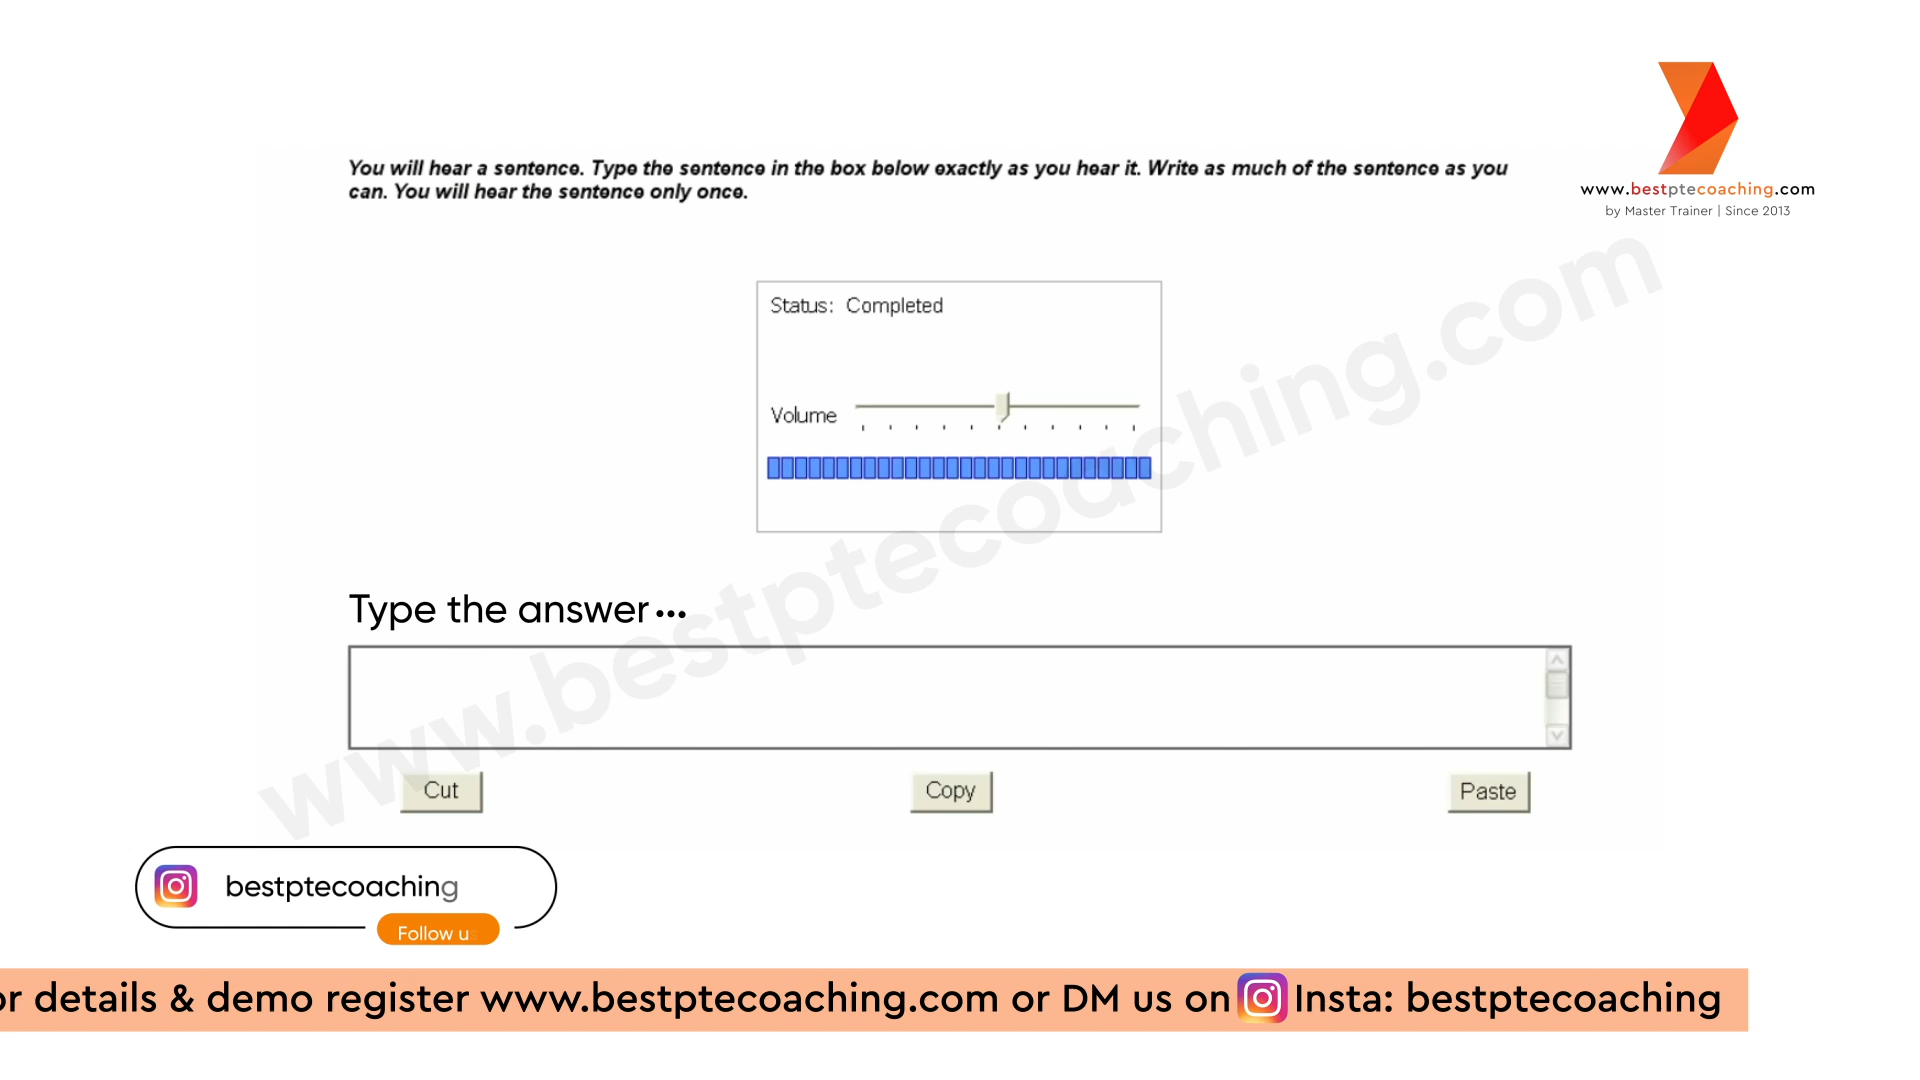 You will hear a sentence. Type the sentence in the box below exactly as you hear it. Write as much of the sentence as you
can. You will hear the sentence only once.
www.bestptecoaching.com
by Master Trainer | Since 2013
Status: Completed
Volume
www.bestptecoaching.com
Type the answer...
Cut
Copy
Paste
bestptecoaching
Follow u
or details & demo register www.bestptecoaching.com or DM us on Insta: bestptecoaching